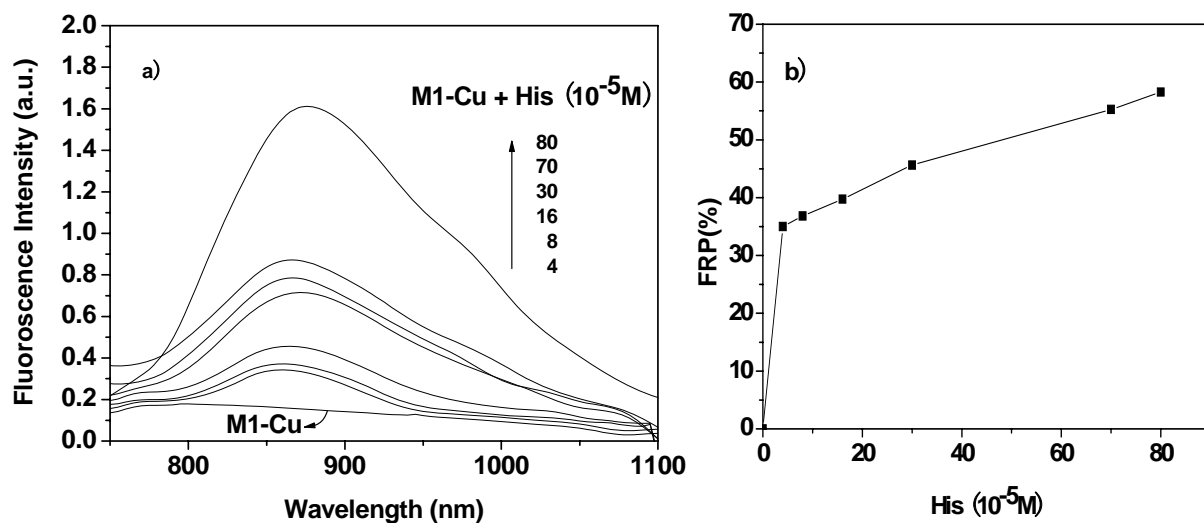 a)
M1-Cu + His (10⁻⁵M)
80
70
30
16
8
4
M1-Cu
Fluoroscence Intensity (a.u.)
2.0
1.8
1.6
1.4
1.2
1.0
0.8
0.6
0.4
0.2
0.0
800 900 1000 1100
Wavelength (nm)
b)
FRP(%)
70
60
50
40
30
20
10
0
0 20 40 60 80
His (10⁻⁵M)